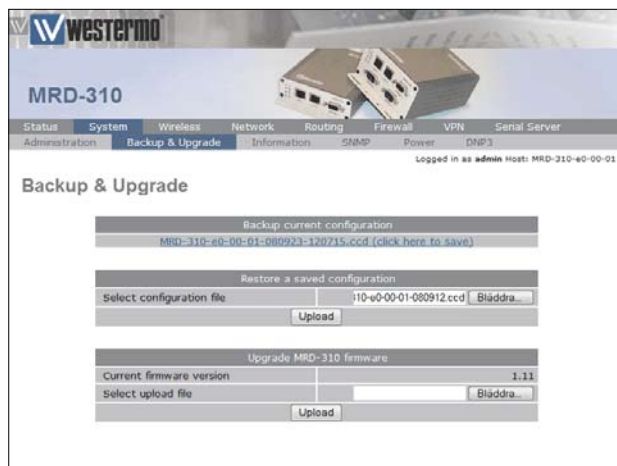 westermo
MRD-310
Status System Wireless Network Routing Firewall VPN Serial Server
Administration Backup & Upgrade Information SNMP Power DNP3
Logged in as admin Host: MRD-310-e0-00-01
Backup & Upgrade
Backup current configuration
MRD-310-e0-00-01-080923-120715.ccd (click here to save)
Restore a saved configuration
Select configuration file 10-e0-00-01-080912.ccd Bläddra...
Upload
Upgrade MRD-310 firmware
Current firmware version 1.11
Select upload file Bläddra...
Upload